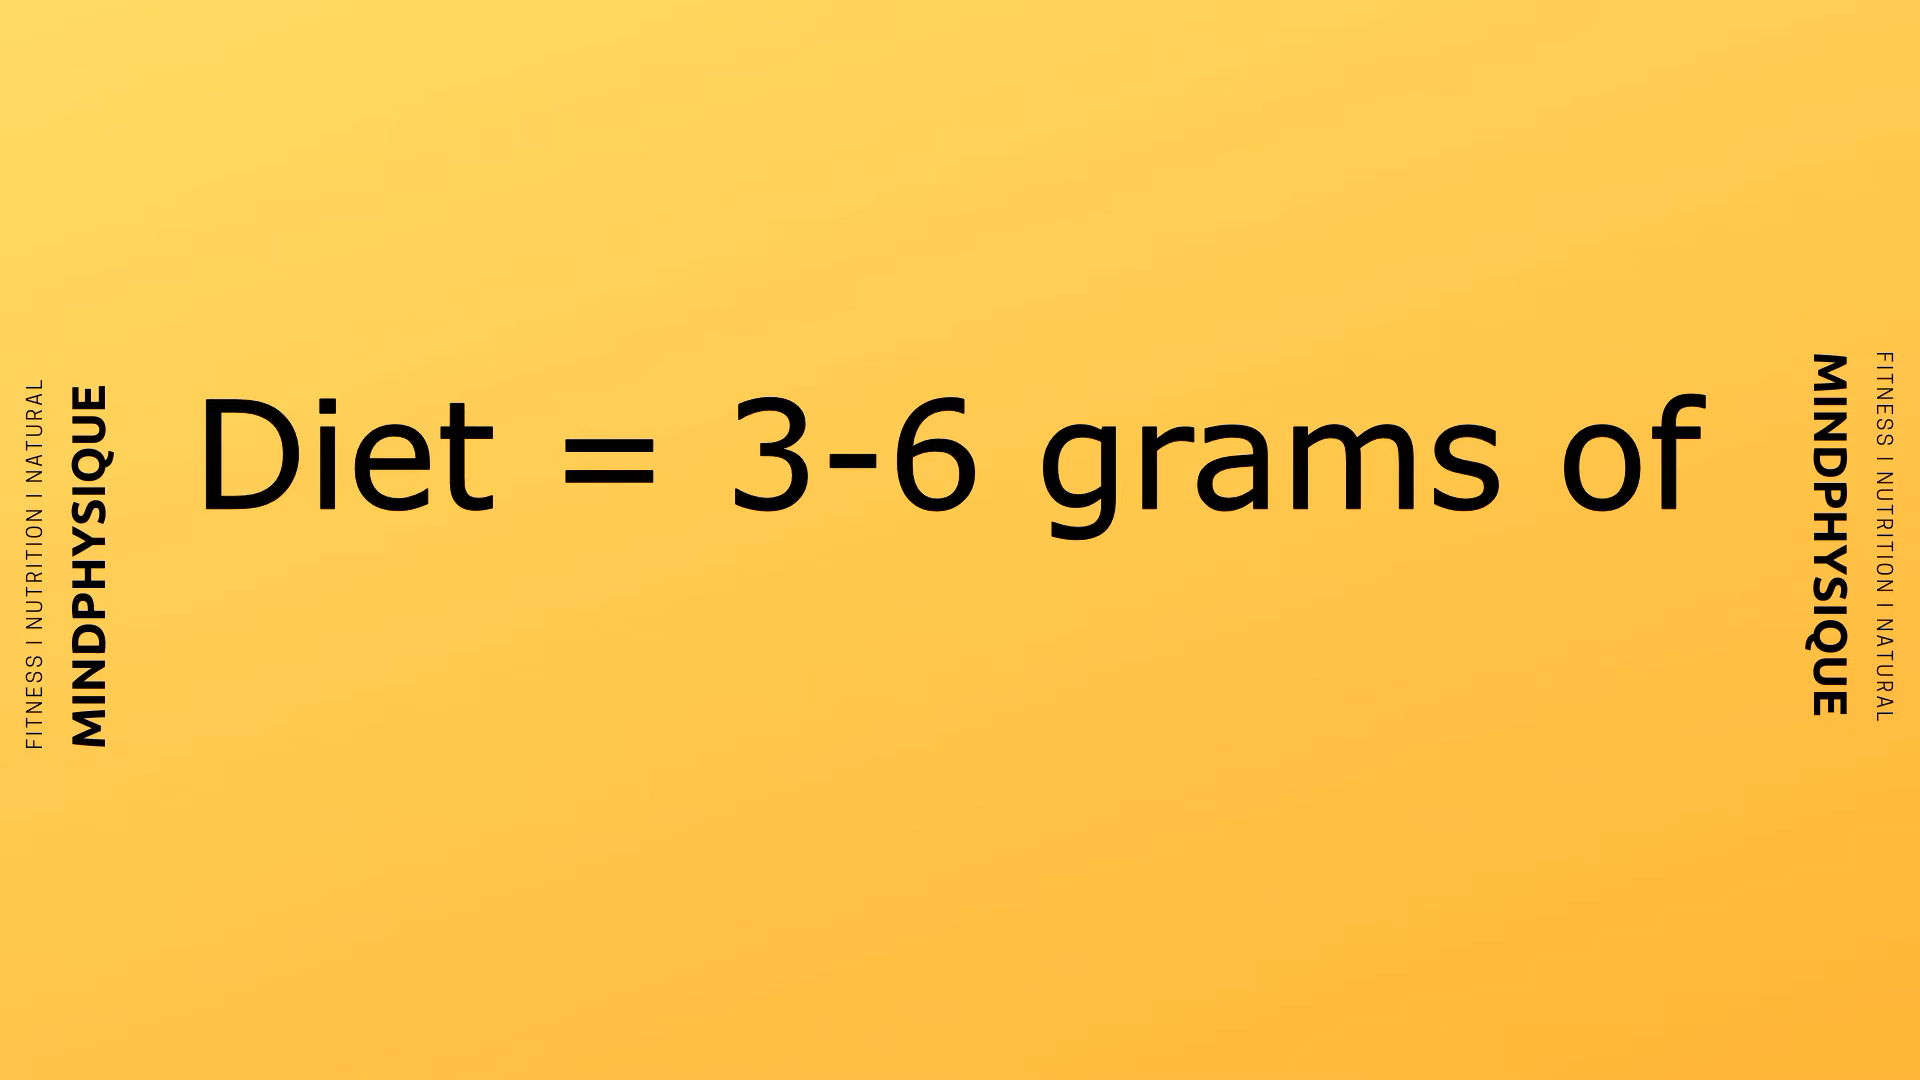 FITNESS I NUTRITION I NATURAL
MINDPHYSIQUE
Diet = 3-6 grams of
MINDPHYSIQUE
FITNESS I NUTRITION I NATURAL